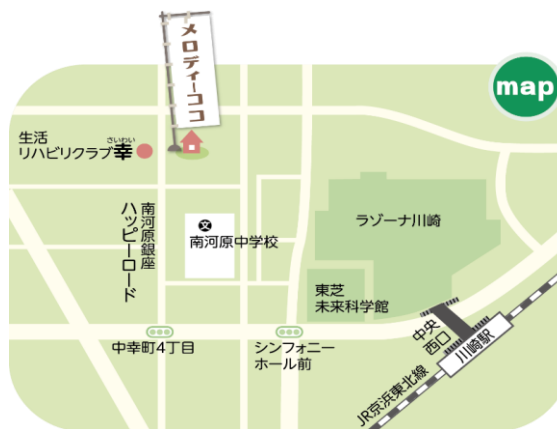 メロディーココ
map
生活
さいわい
リハビリクラブ幸
南河原銀座
ハッピーロード
南河原中学校
ラゾーナ川崎
東芝
未来科学館
中央
西口
川崎駅
中幸町4丁目
シンフォニー
ホール前
JR京浜東北線